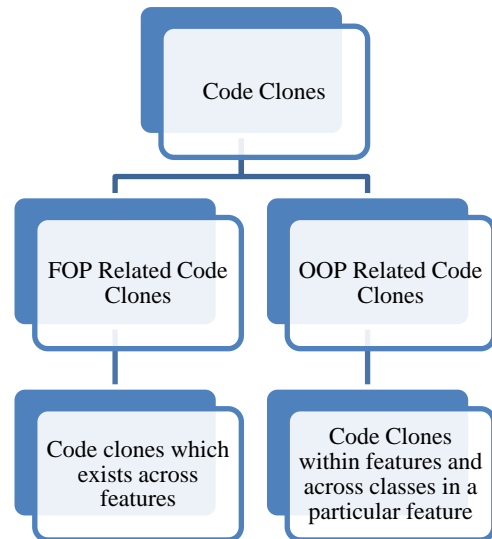 Code Clones
FOP Related Code
Clones
OOP Related Code
Clones
Code clones which
exists across
features
Code Clones
within features and
across classes in a
particular feature